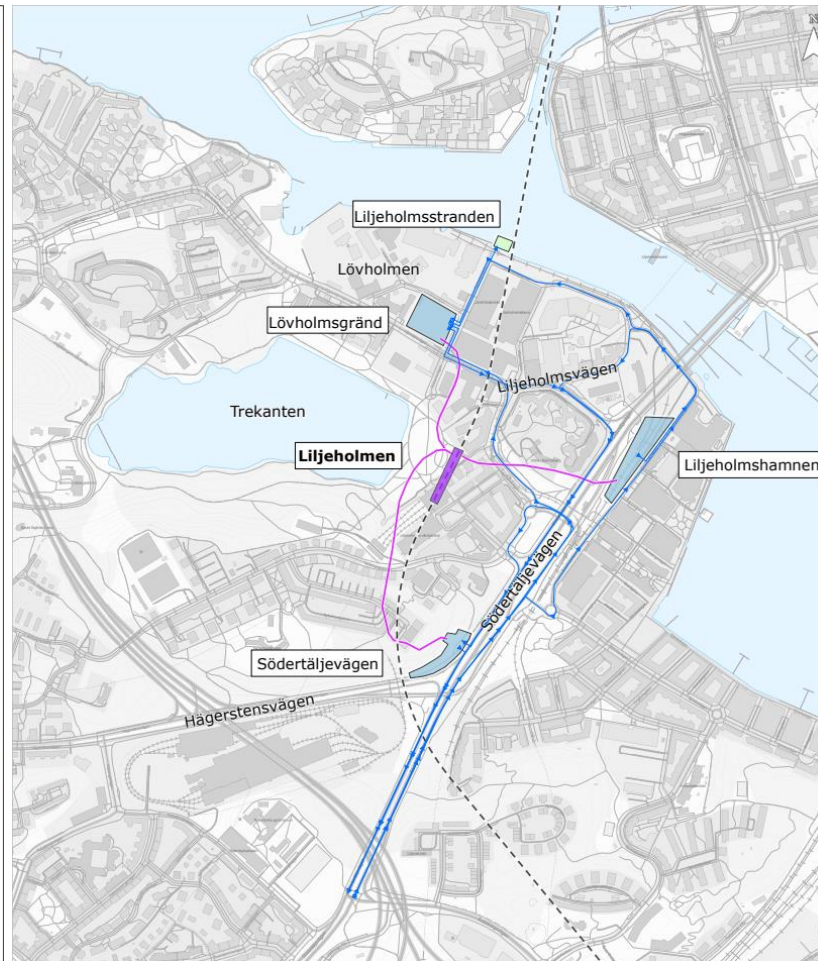 N
Liljeholmsstranden
Lövholmen
Lövholmsgränd
Liljeholmsvägen
Trekanten
Liljeholmen
Liljeholmshamnen
Södertäljevägen
Södertäljevägen
Hägerstensvägen